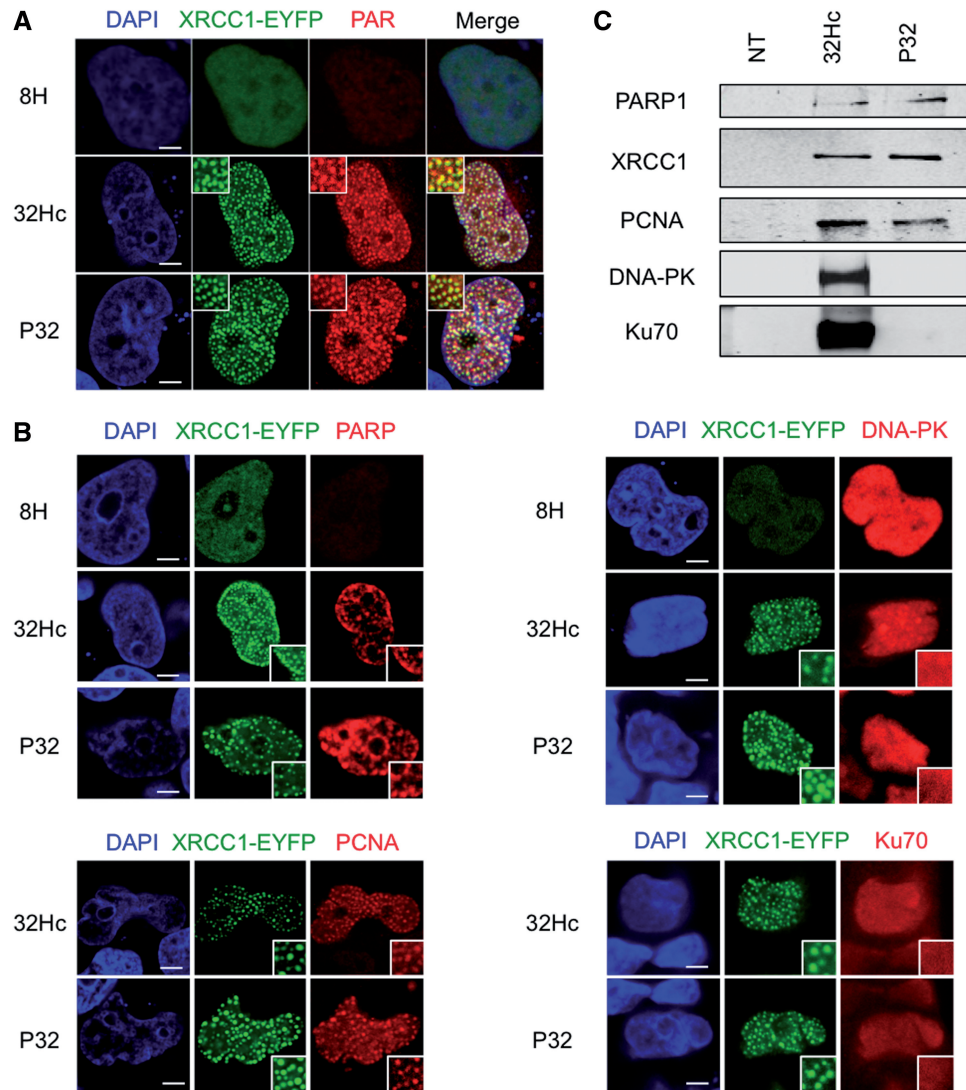 A
DAPI XRCC1-EYFP PAR Merge
8H
32Hc
P32
C
NT 32Hc P32
PARP1
XRCC1
PCNA
DNA-PK
Ku70
B
DAPI XRCC1-EYFP PARP
8H
32Hc
P32
DAPI XRCC1-EYFP DNA-PK
8H
32Hc
P32
DAPI XRCC1-EYFP PCNA
32Hc
P32
DAPI XRCC1-EYFP Ku70
32Hc
P32